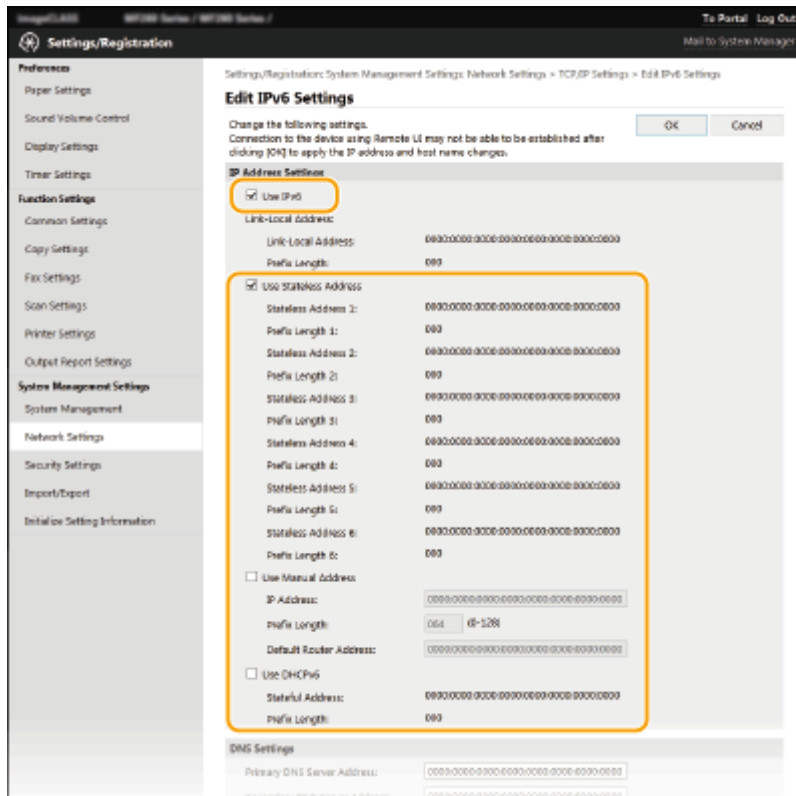 To Portal Log Out
Settings/Registration
Mail to System Manager
Preferences
Paper Settings
Sound Volume Control
Display Settings
Timer Settings
Function Settings
Common Settings
Copy Settings
Fax Settings
Scan Settings
Printer Settings
Output Report Settings
System Management Settings
System Management
Network Settings
Security Settings
Import/Export
Initialize Setting Information
Settings/Registration: System Management Settings: Network Settings > TCP/IP Settings > Edit IPv6 Settings
Edit IPv6 Settings
Change the following settings.
Connection to the device using Remote UI may not be able to be established after
clicking [OK] to apply the IP address and host name changes.
OK Cancel
IP Address Settings
Use IPv6
Link-Local Address:
Link-Local Address: 0000:0000:0000:0000:0000:0000:0000:0000
Prefix Length: 000
Use Stateless Address
Stateless Address 1: 0000:0000:0000:0000:0000:0000:0000:0000
Prefix Length 1: 000
Stateless Address 2: 0000:0000:0000:0000:0000:0000:0000:0000
Prefix Length 2: 000
Stateless Address 3: 0000:0000:0000:0000:0000:0000:0000:0000
Prefix Length 3: 000
Stateless Address 4: 0000:0000:0000:0000:0000:0000:0000:0000
Prefix Length 4: 000
Stateless Address 5: 0000:0000:0000:0000:0000:0000:0000:0000
Prefix Length 5: 000
Stateless Address 6: 0000:0000:0000:0000:0000:0000:0000:0000
Prefix Length 6: 000
Use Manual Address
IP Address: 0000:0000:0000:0000:0000:0000:0000:0000
Prefix Length: 064 (0-128)
Default Router Address: 0000:0000:0000:0000:0000:0000:0000:0000
Use DHCPv6
Stateful Address: 0000:0000:0000:0000:0000:0000:0000:0000
Prefix Length: 000
DNS Settings
Primary DNS Server Address: 0000:0000:0000:0000:0000:0000:0000:0000